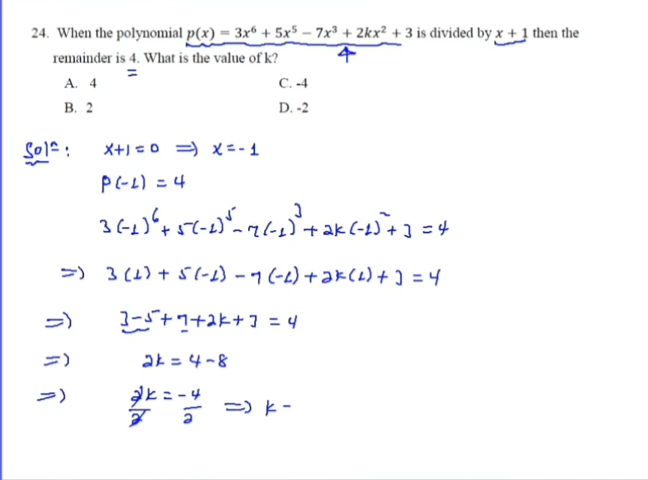 24. When the polynomial p(x) = 3x⁶ + 5x⁵ − 7x³ + 2kx² + 3 is divided by x + 1 then the
4
remainder is 4. What is the value of k?
A. 4 C. -4
B. 2 D. -2
Solⁿ: x+1=0 ⇒ x=-1
p(-1) = 4
3(-1)⁶ + 5(-1)⁵ - 7(-1)³ + 2k(-1)² + 3 = 4
⇒ 3(1) + 5(-1) - 7(-1) + 2k(1) + 3 = 4
⇒ 3-5+7+2k+3 = 4
⇒ 2k = 4-8
⇒ 2k/2 = -4/2 ⇒ k -